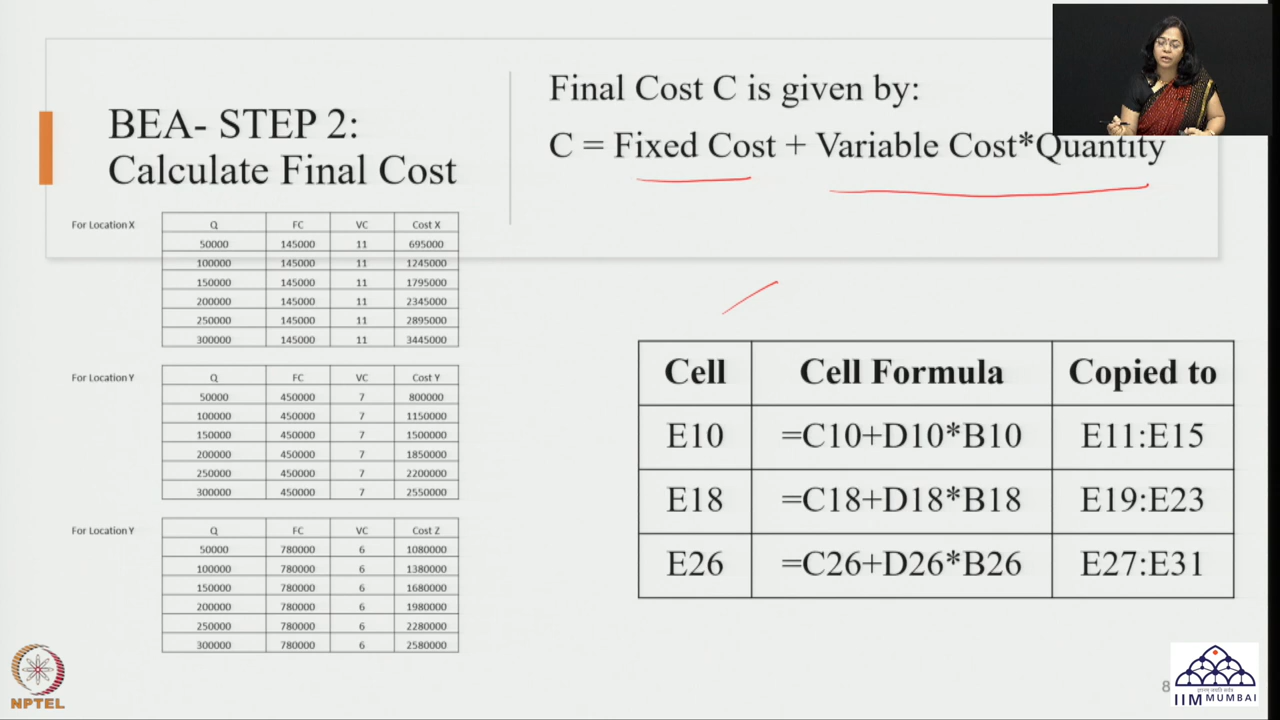 BEA- STEP 2:
Calculate Final Cost
Final Cost C is given by:
C = Fixed Cost + Variable Cost*Quantity
For Location X
Q FC VC Cost X
50000 145000 11 695000
100000 145000 11 1245000
150000 145000 11 1795000
200000 145000 11 2345000
250000 145000 11 2895000
300000 145000 11 3445000
For Location Y
Q FC VC Cost Y
50000 450000 7 800000
100000 450000 7 1150000
150000 450000 7 1500000
200000 450000 7 1850000
250000 450000 7 2200000
300000 450000 7 2550000
For Location Y
Q FC VC Cost Z
50000 780000 6 1080000
100000 780000 6 1380000
150000 780000 6 1680000
200000 780000 6 1980000
250000 780000 6 2280000
300000 780000 6 2580000
Cell Cell Formula Copied to
E10 =C10+D10*B10 E11:E15
E18 =C18+D18*B18 E19:E23
E26 =C26+D26*B26 E27:E31
NPTEL
8
IIM MUMBAI